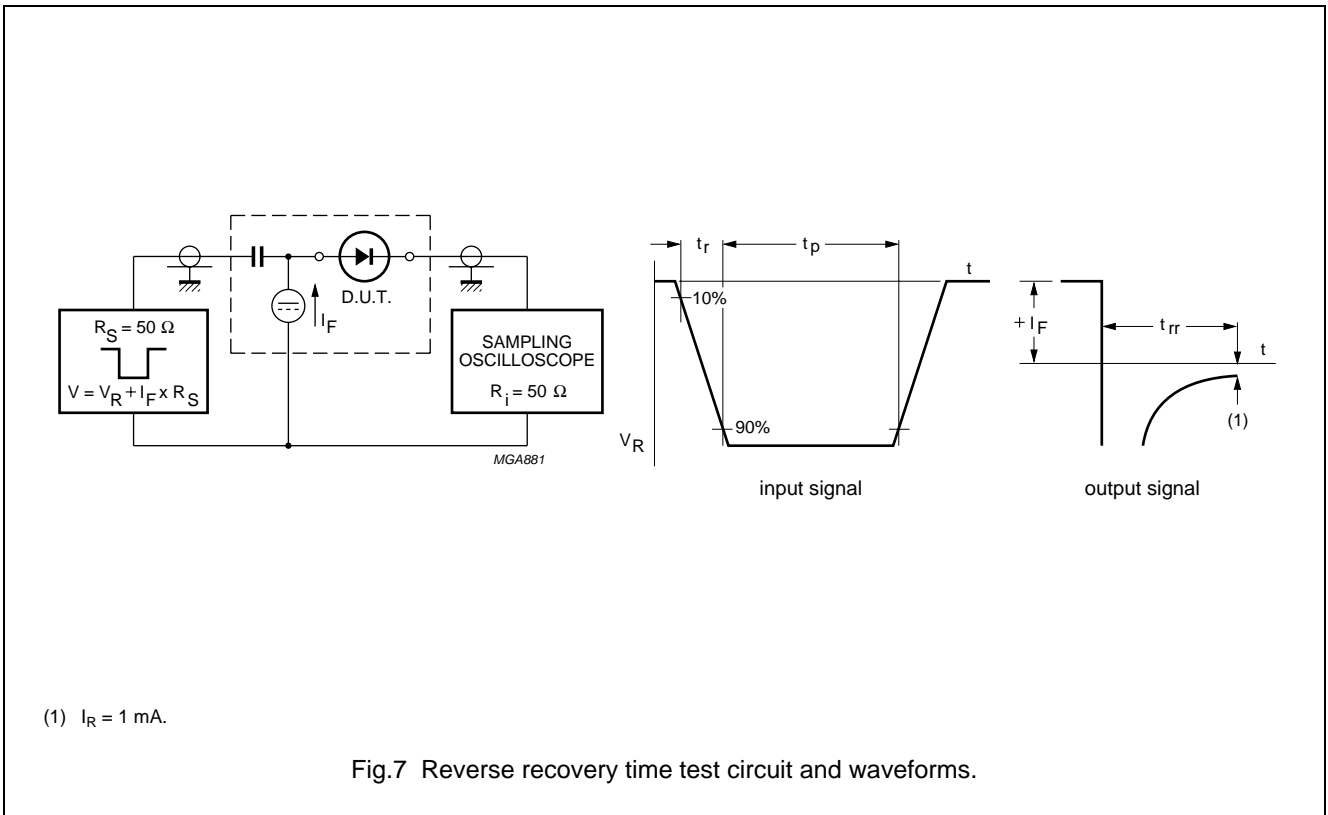 D.U.T.
I_F
R_S = 50 Ω
V = V_R + I_F x R_S
SAMPLING
OSCILLOSCOPE
R_i = 50 Ω
MGA881
t_r
t_p
t
10%
90%
V_R
input signal
+ I_F
t_rr
t
(1)
output signal
(1) I_R = 1 mA.
Fig.7 Reverse recovery time test circuit and waveforms.